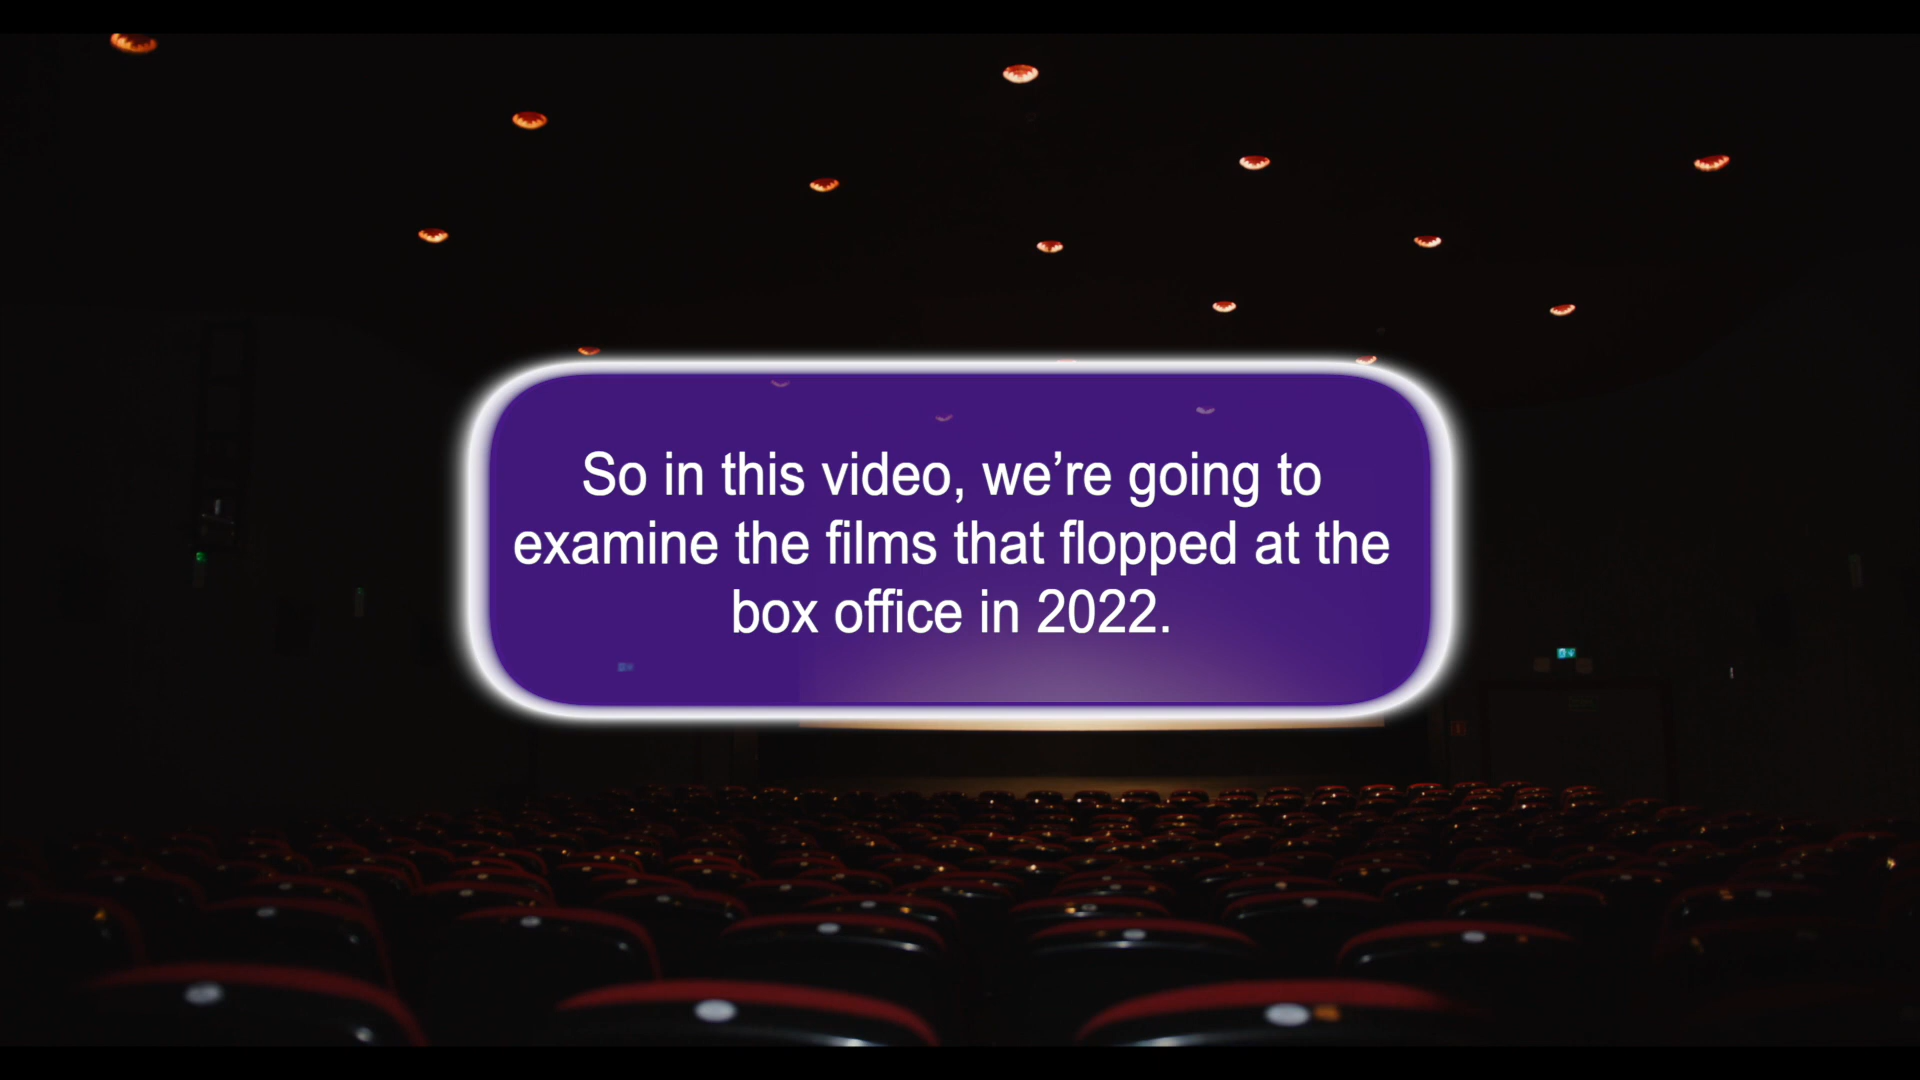 So in this video, we’re going to
examine the films that flopped at the
box office in 2022.